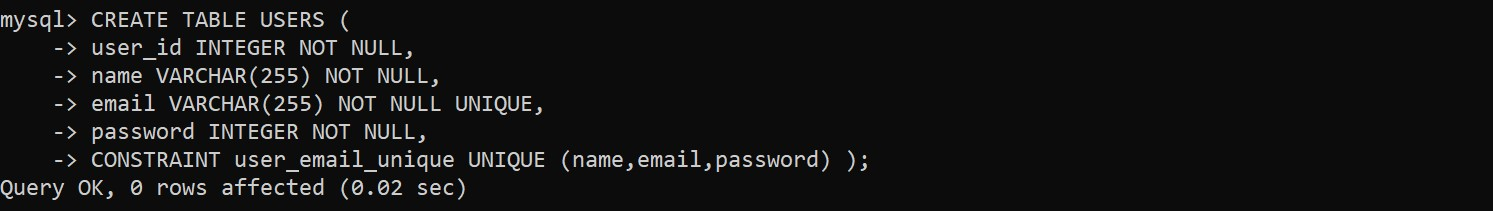 mysql> CREATE TABLE USERS (
    -> user_id INTEGER NOT NULL,
    -> name VARCHAR(255) NOT NULL,
    -> email VARCHAR(255) NOT NULL UNIQUE,
    -> password INTEGER NOT NULL,
    -> CONSTRAINT user_email_unique UNIQUE (name,email,password) );
Query OK, 0 rows affected (0.02 sec)